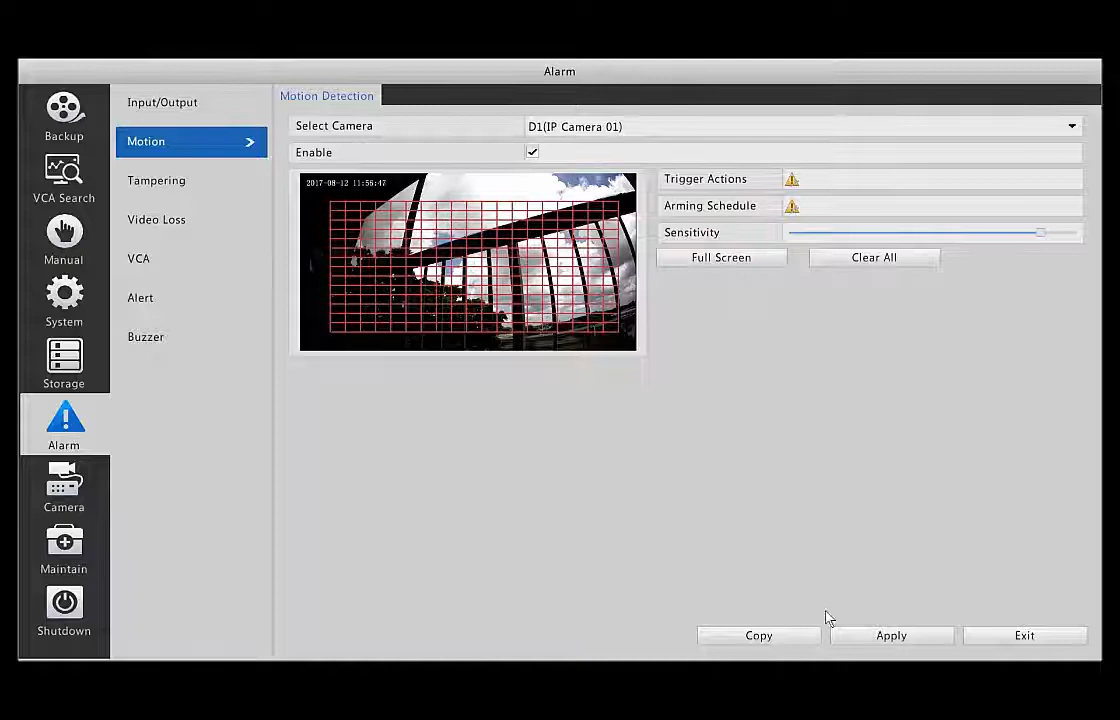 Alarm
Backup
VCA Search
Manual
System
Storage
Alarm
Camera
Maintain
Shutdown
Input/Output
Motion
Tampering
Video Loss
VCA
Alert
Buzzer
Motion Detection
Select Camera D1(IP Camera 01)
Enable
2017-08-12 11:56:47
Trigger Actions
Arming Schedule
Sensitivity
Full Screen Clear All
Copy Apply Exit